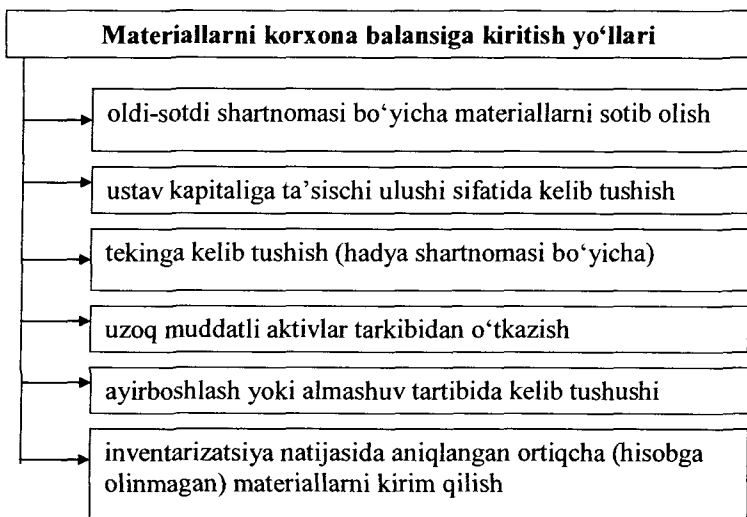 Materiallarni korxona balansiga kiritish yo‘llari
oldi-sotdi shartnomasi bo‘yicha materiallarni sotib olish
ustav kapitaliga ta’sischi ulushi sifatida kelib tushish
tekinga kelib tushish (hadya shartnomasi bo‘yicha)
uzoq muddatli aktivlar tarkibidan o‘tkazish
ayirboshlash yoki almashuv tartibida kelib tushushi
inventarizatsiya natijasida aniqlangan ortiqcha (hisobga
olinmagan) materiallarni kirim qilish